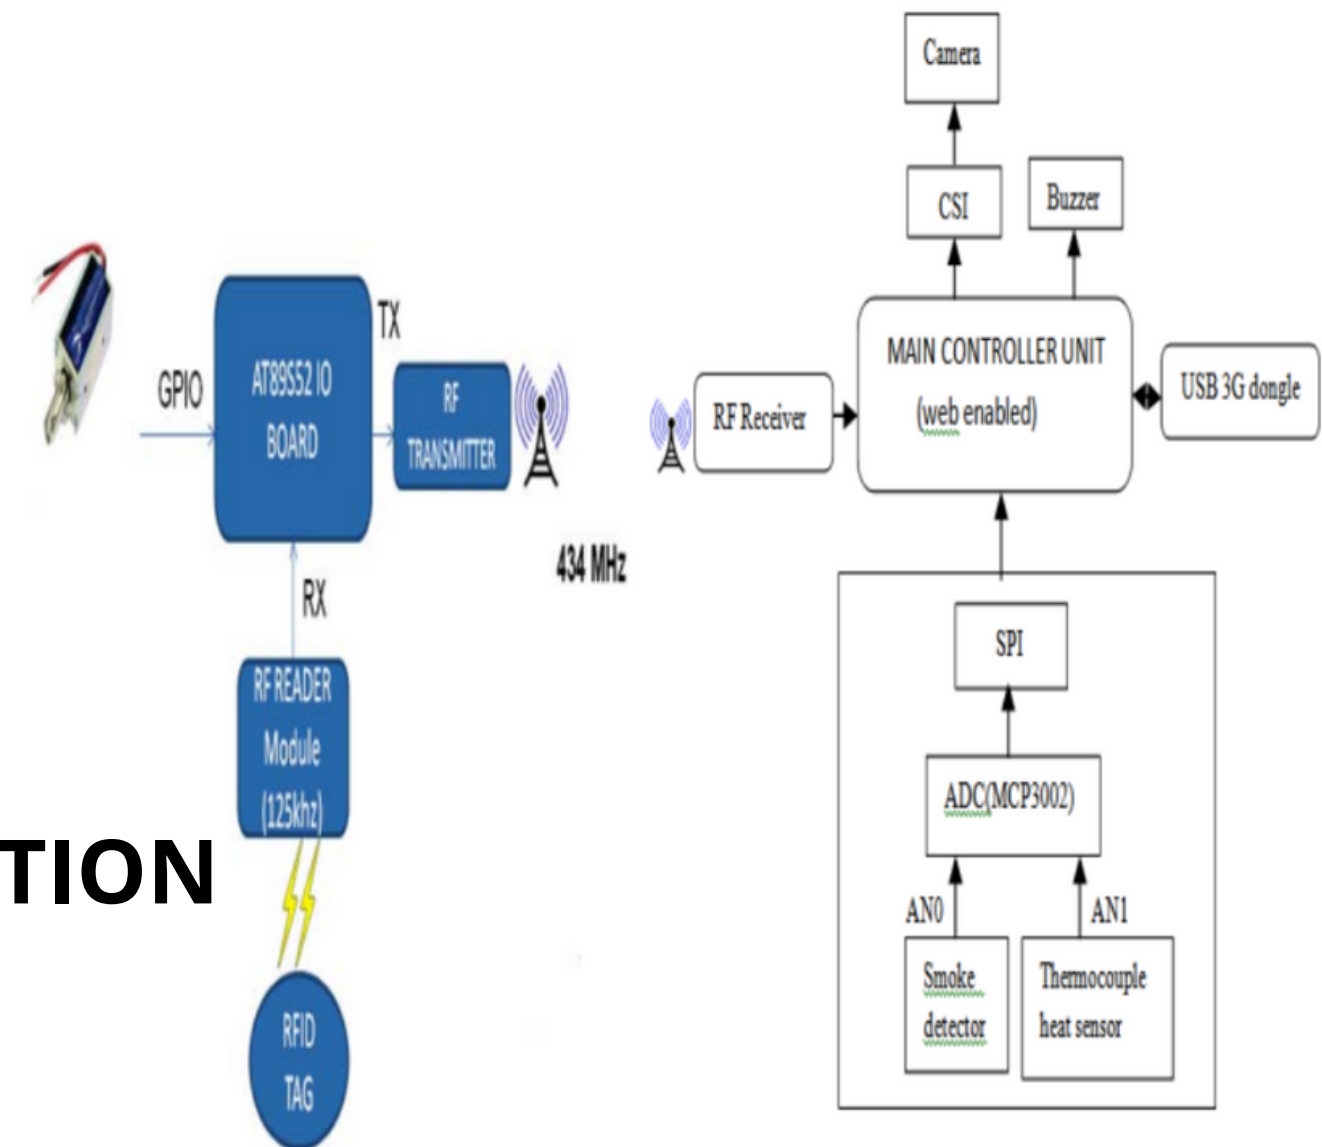 Camera
CSI
Buzzer
MAIN CONTROLLER UNIT
(web enabled)
USB 3G dongle
RF Receiver
GPIO
AT89S52 IO
BOARD
TX
RF
TRANSMITTER
434 MHz
RX
RF READER
Module
(125khz)
TION
RFID
TAG
SPI
ADC(MCP3002)
AN0
AN1
Smoke
detector
Thermocouple
heat sensor